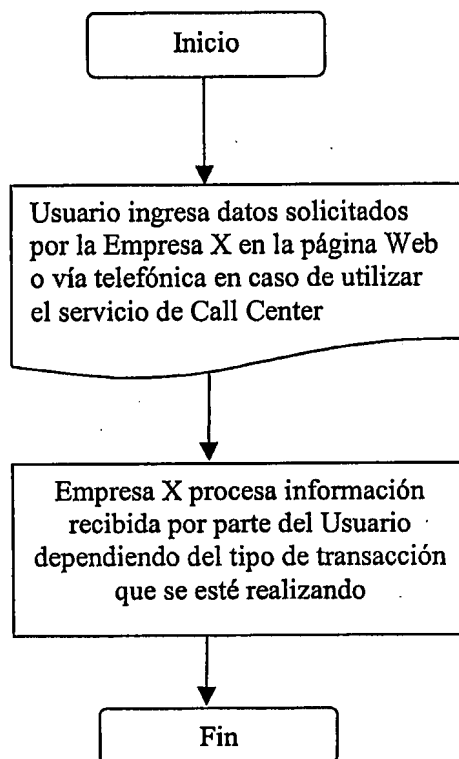 Inicio
Usuario ingresa datos solicitados
por la Empresa X en la página Web
o vía telefónica en caso de utilizar
el servicio de Call Center
Empresa X procesa información
recibida por parte del Usuario
dependiendo del tipo de transacción
que se esté realizando
Fin